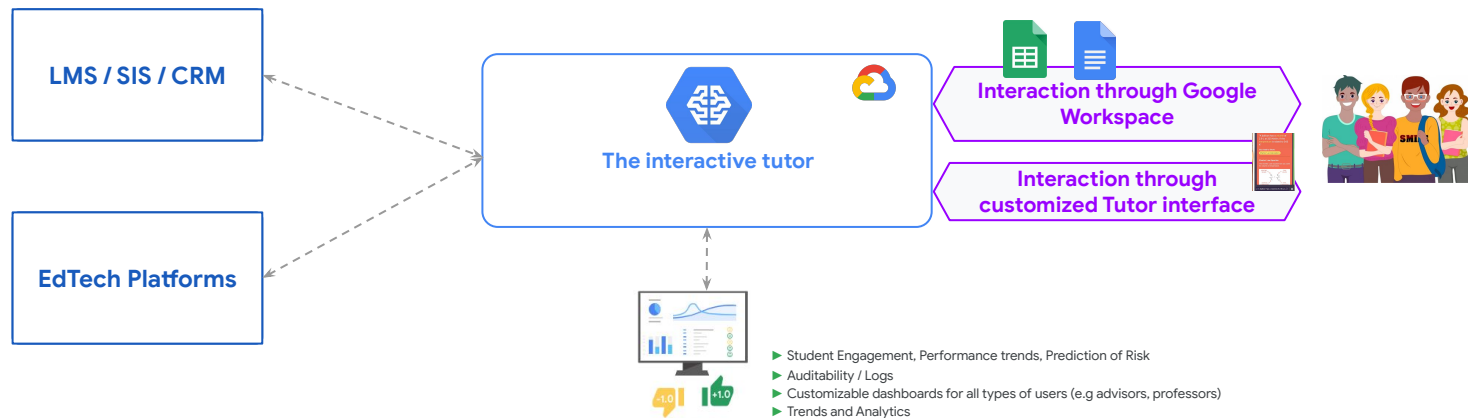 LMS / SIS / CRM
EdTech Platforms
The interactive tutor
Interaction through Google
Workspace
Interaction through
customized Tutor interface
-1.0
+1.0
► Student Engagement, Performance trends, Prediction of Risk
► Auditability / Logs
► Customizable dashboards for all types of users (e.g advisors, professors)
► Trends and Analytics